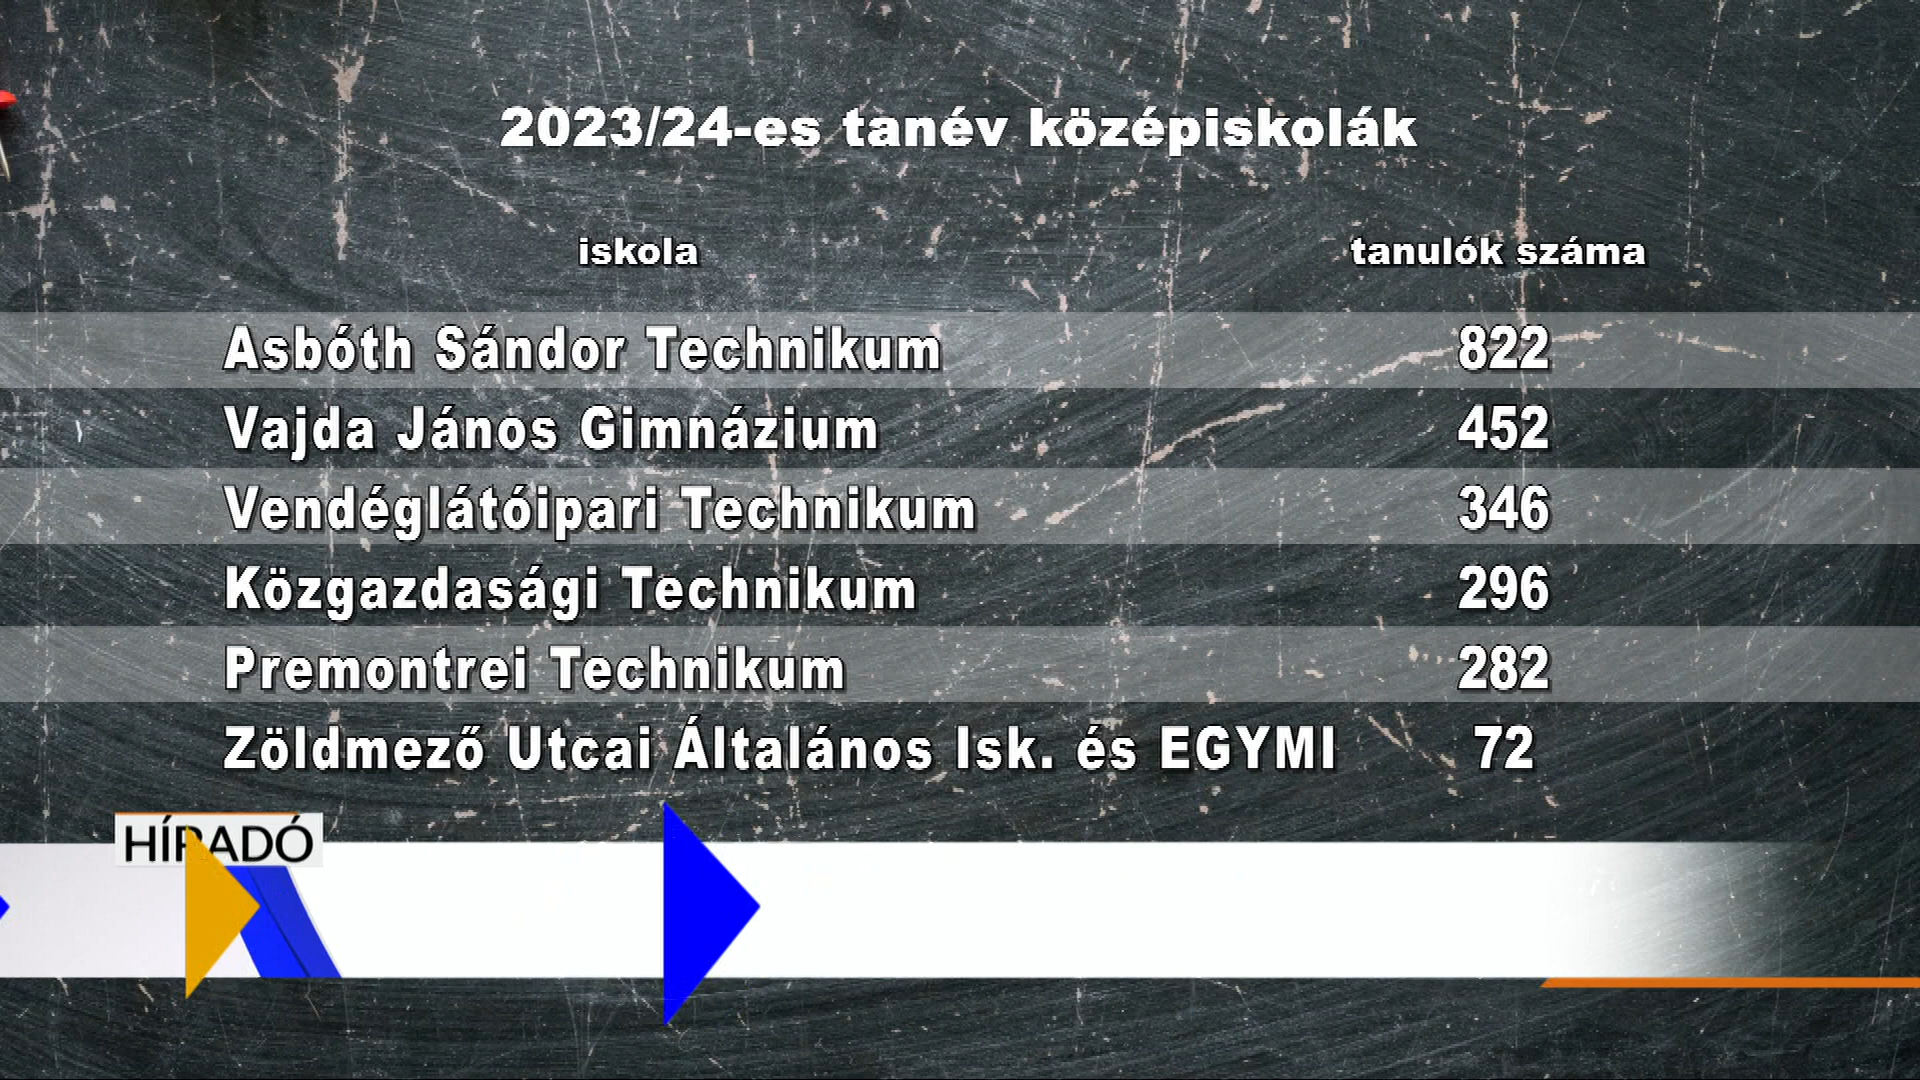 2023/24-es tanév középiskolák
iskola tanulók száma
Asbóth Sándor Technikum 822
Vajda János Gimnázium 452
Vendéglátóipari Technikum 346
Közgazdasági Technikum 296
Premontrei Technikum 282
Zöldmező Utcai Általános Isk. és EGYMI 72
HÍRADÓ